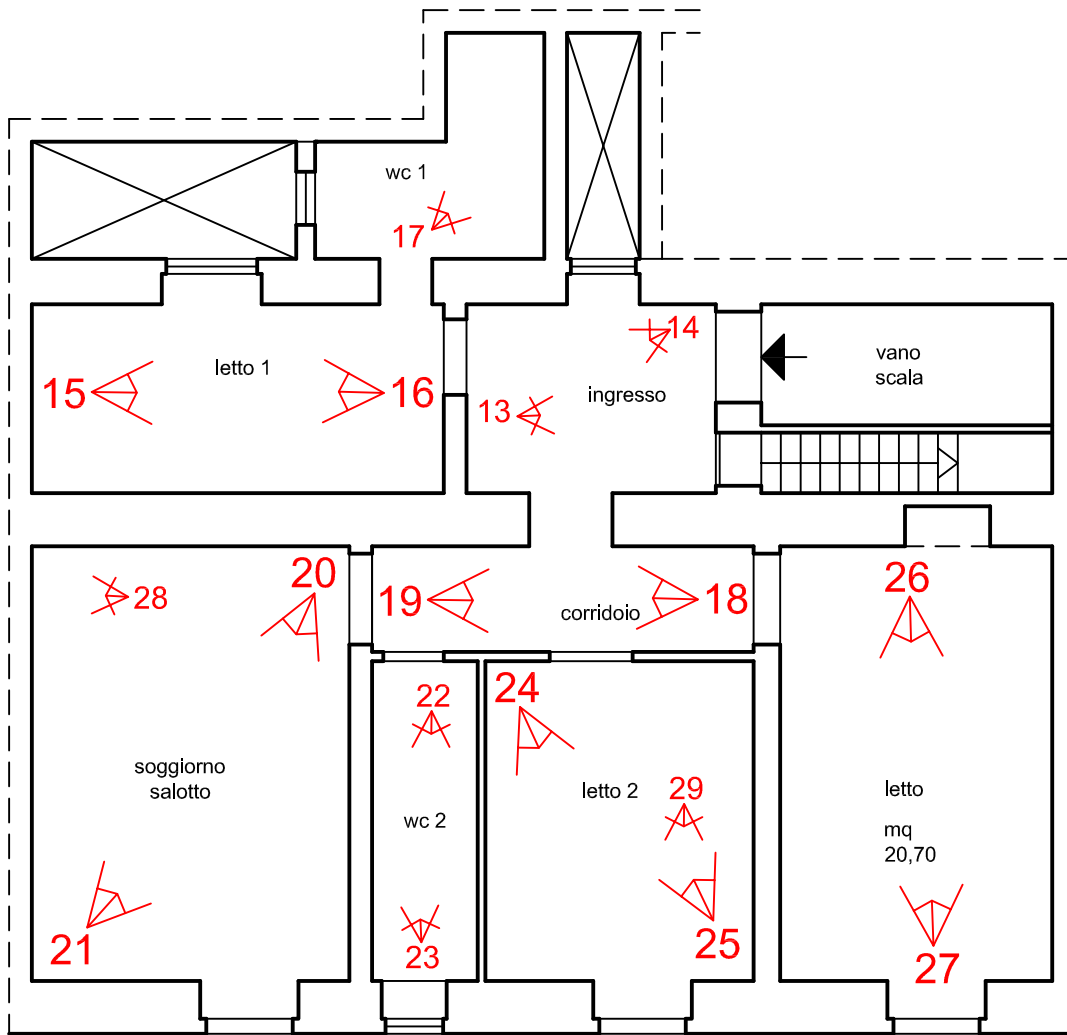 wc 1
17
14
vano
scala
letto 1
15
16
ingresso
13
20
26
28
19
18
corridoio
22
24
soggiorno
salotto
letto 2
29
letto
wc 2
mq
20,70
21
23
25
27